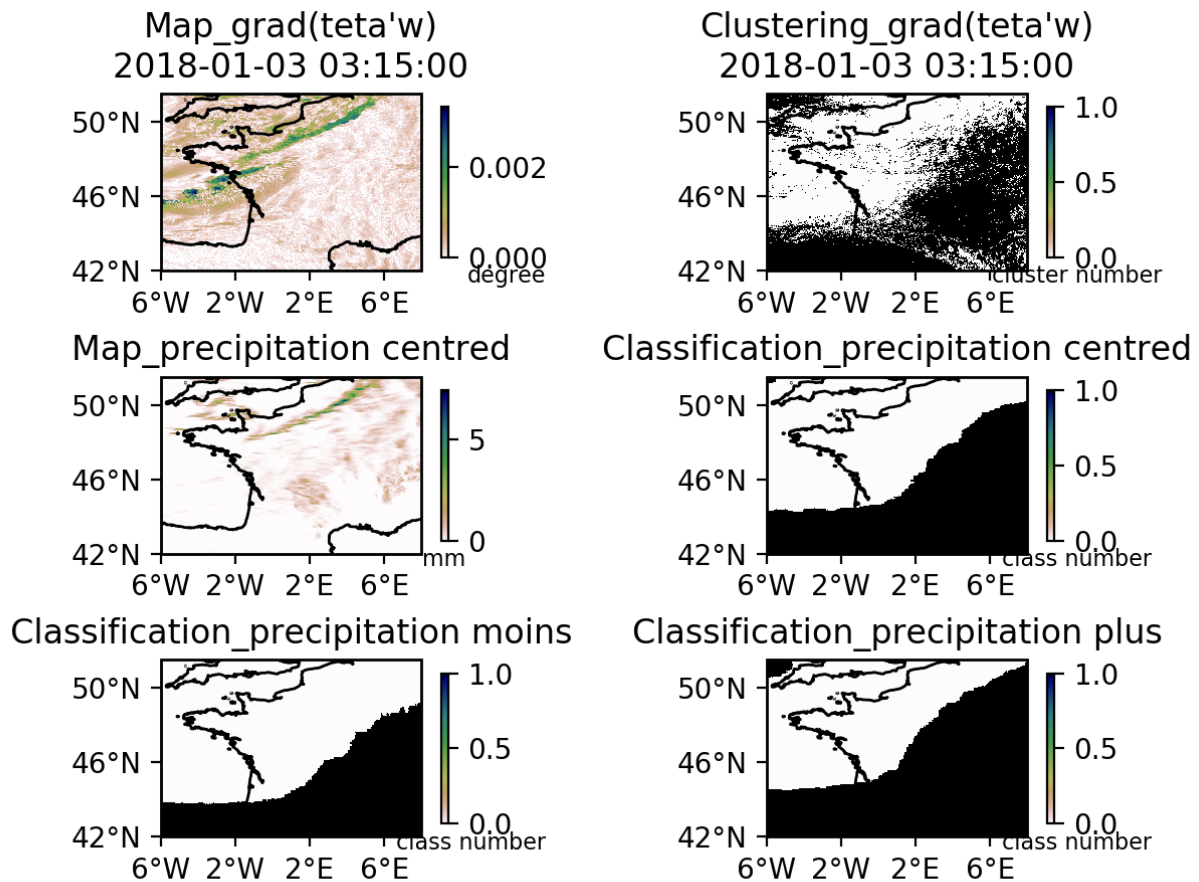 Map_grad(teta'w)
2018-01-03 03:15:00
50°N
46°N
42°N
6°W 2°W 2°E 6°E
0.002
0.000
degree
Clustering_grad(teta'w)
2018-01-03 03:15:00
50°N
46°N
42°N
6°W 2°W 2°E 6°E
1.0
0.5
0.0
cluster number
Map_precipitation centred
50°N
46°N
42°N
6°W 2°W 2°E 6°E
5
0
mm
Classification_precipitation centred
50°N
46°N
42°N
6°W 2°W 2°E 6°E
1.0
0.5
0.0
class number
Classification_precipitation moins
50°N
46°N
42°N
6°W 2°W 2°E 6°E
1.0
0.5
0.0
class number
Classification_precipitation plus
50°N
46°N
42°N
6°W 2°W 2°E 6°E
1.0
0.5
0.0
class number